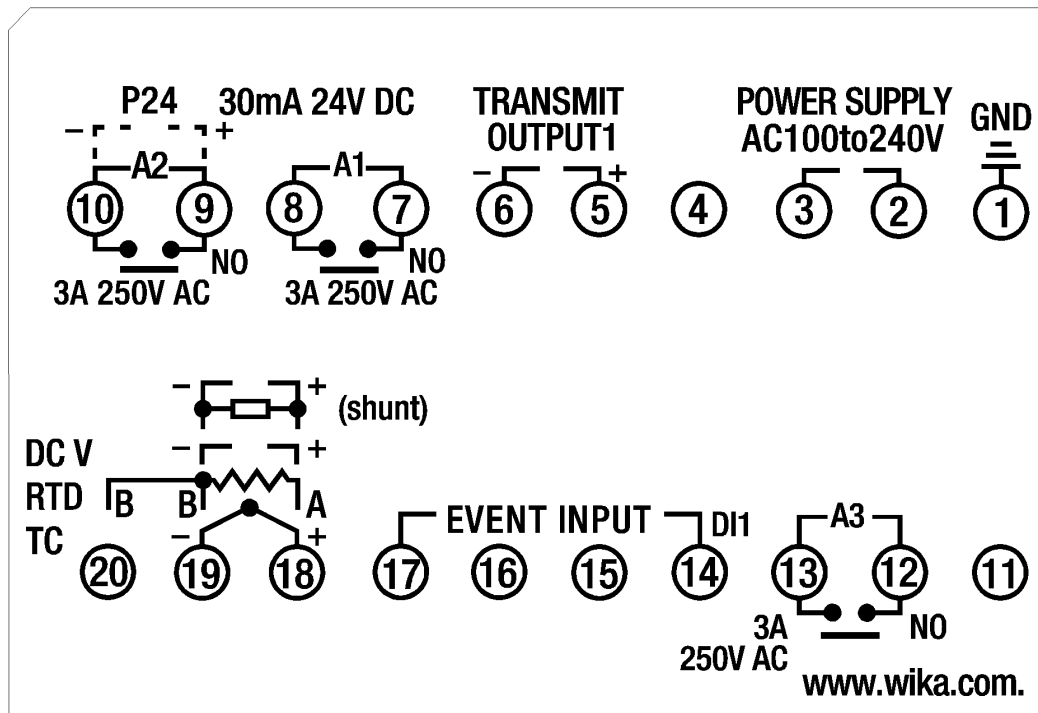 P24 30mA 24V DC
TRANSMIT
OUTPUT1
POWER SUPPLY
AC100to240V
GND
- + A2 A1 - +
10 9 8 7 6 5 4 3 2 1
NO NO
3A 250V AC 3A 250V AC
- + (shunt)
DC V - +
RTD B B A
TC - +
EVENT INPUT DI1 A3
20 19 18 17 16 15 14 13 12 11
3A NO
250V AC
www.wika.com.